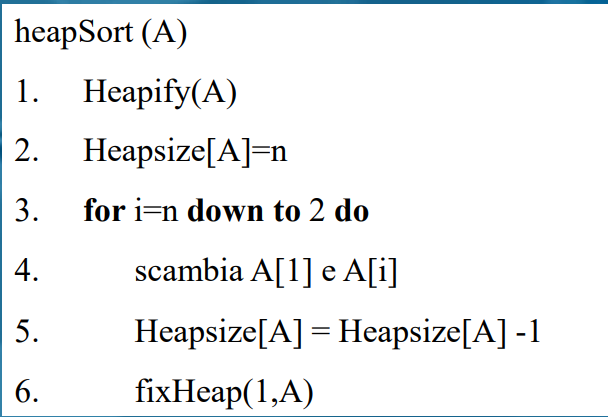 heapSort (A)
1. Heapify(A)
2. Heapsize[A]=n
3. for i=n down to 2 do
4. scambia A[1] e A[i]
5. Heapsize[A] = Heapsize[A] -1
6. fixHeap(1,A)